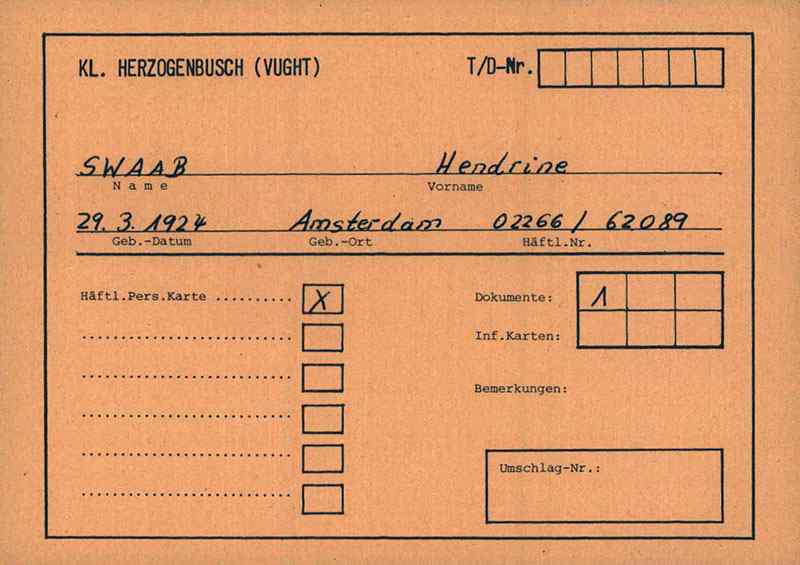 KL. HERZOGENBUSCH (VUGHT) T/D-Nr.
SWAAB Hendrine
Name Vorname
29.3.1924 Amsterdam 02266/62089
Geb.-Datum Geb.-Ort Häftl.Nr.
Häftl.Pers.Karte .......... X Dokumente: 1
Inf.Karten:
Bemerkungen:
Umschlag-Nr.: